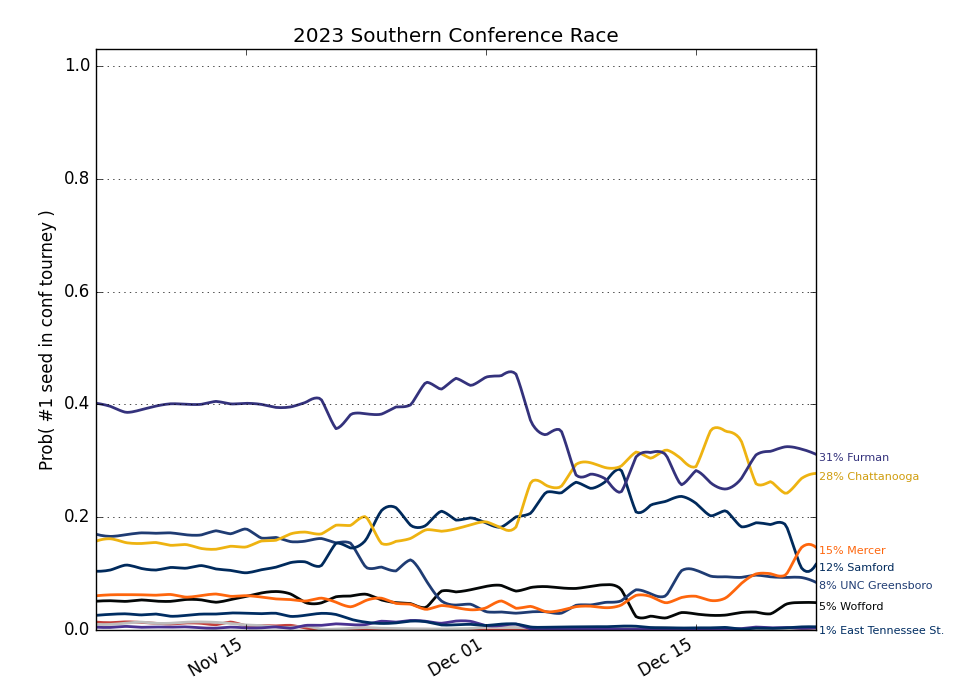 2023 Southern Conference Race
Prob( #1 seed in conf tourney )
1.0
0.8
0.6
0.4
0.2
0.0
31% Furman
28% Chattanooga
15% Mercer
12% Samford
8% UNC Greensboro
5% Wofford
1% East Tennessee St.
Nov 15
Dec 01
Dec 15